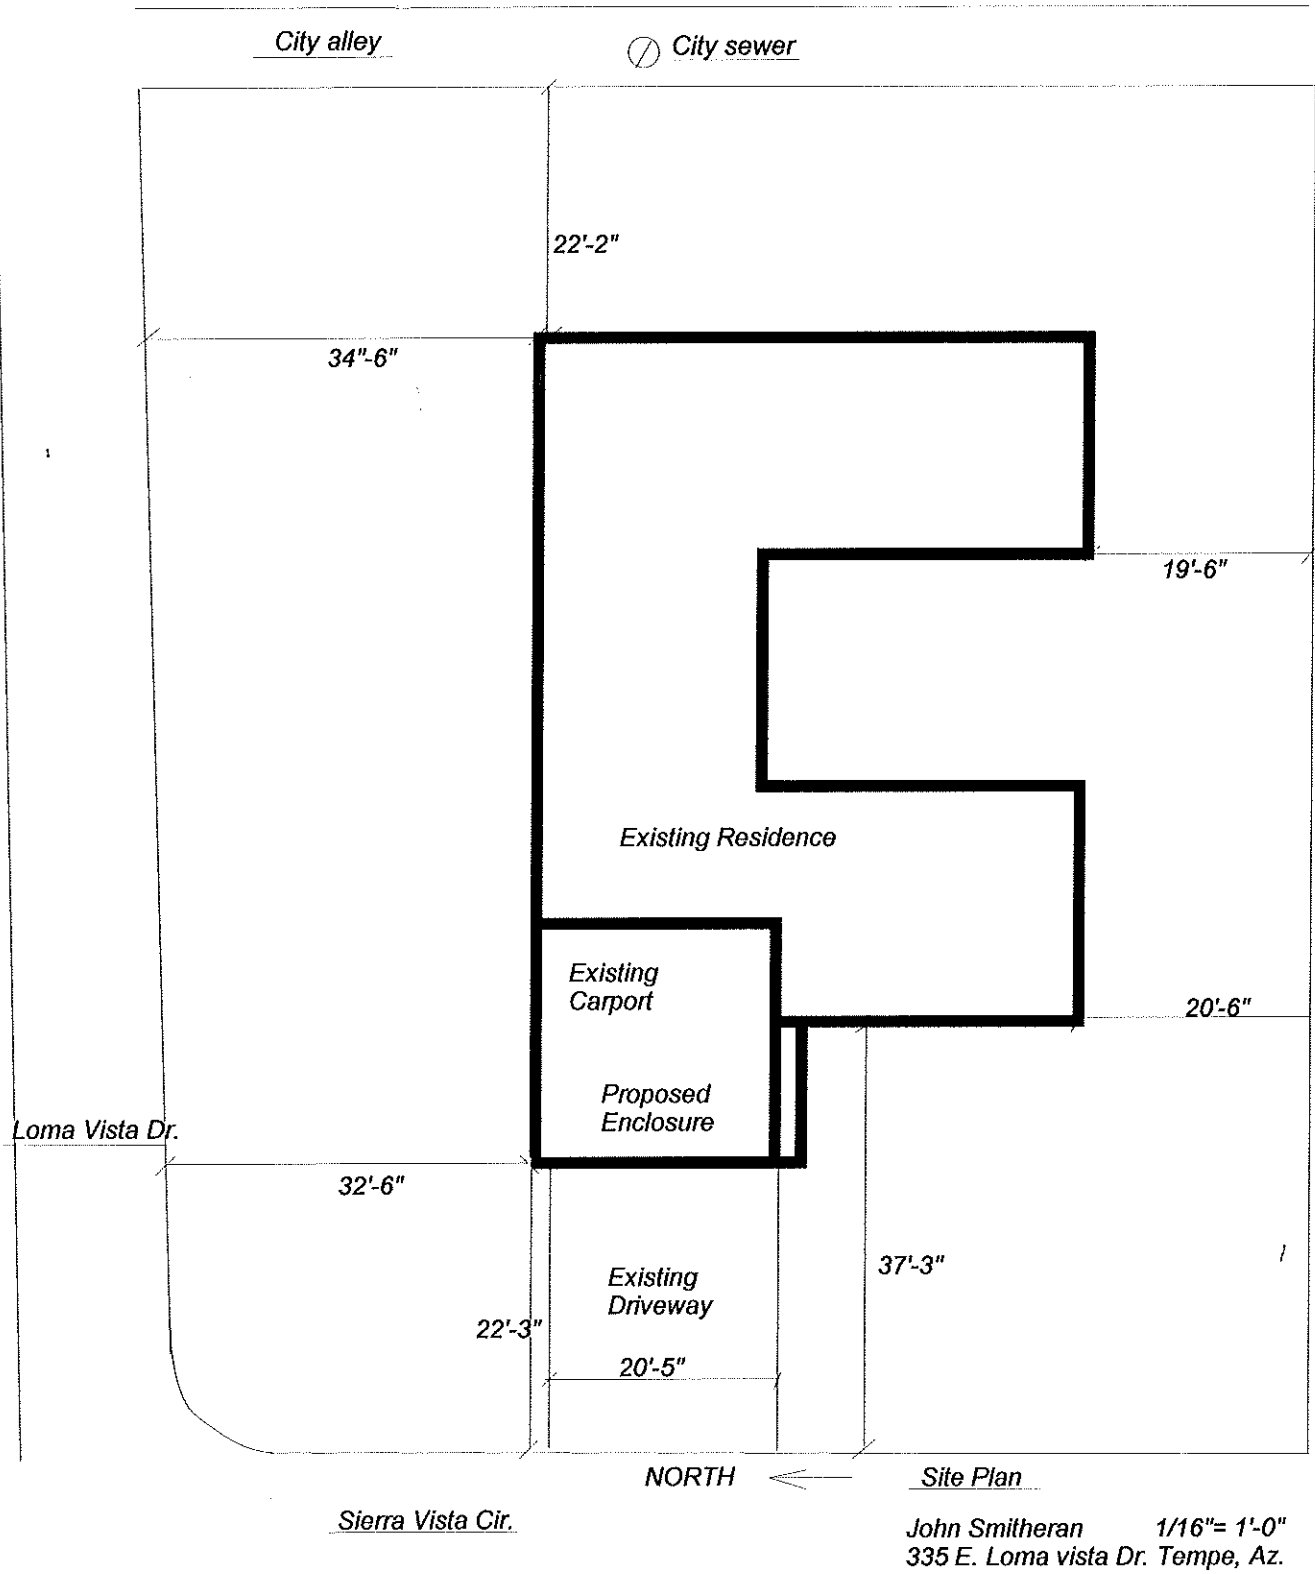 City alley
City sewer
22'-2"
34"-6"
19'-6"
Existing Residence
Existing
Carport
20'-6"
Proposed
Enclosure
Loma Vista Dr.
32'-6"
37'-3"
Existing
Driveway
22'-3"
20'-5"
NORTH
Site Plan
Sierra Vista Cir.
John Smitheran 1/16"= 1'-0"
335 E. Loma vista Dr. Tempe, Az.